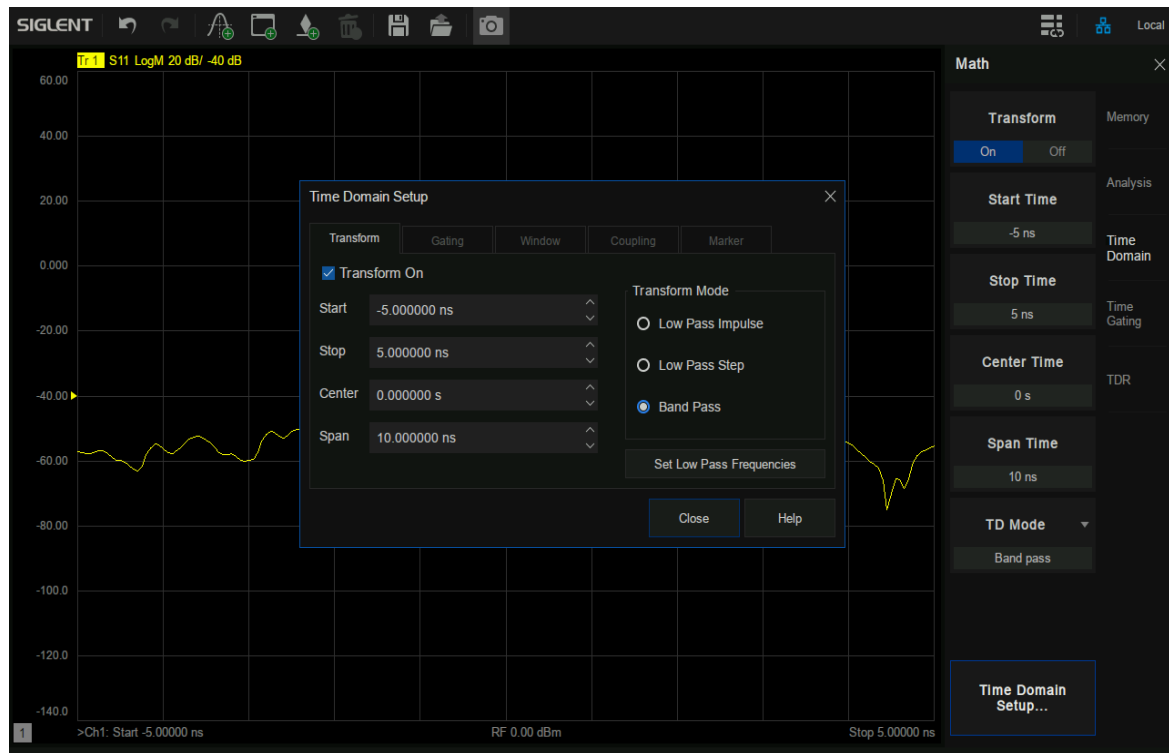 SIGLENT
Local
Tr 1 S11 LogM 20 dB/ -40 dB
60.00
40.00
20.00
0.000
-20.00
-40.00
-60.00
-80.00
-100.0
-120.0
-140.0
Time Domain Setup
Transform Gating Window Coupling Marker
Transform On
Start -5.000000 ns
Stop 5.000000 ns
Center 0.000000 s
Span 10.000000 ns
Transform Mode
Low Pass Impulse
Low Pass Step
Band Pass
Set Low Pass Frequencies
Close Help
Math
Transform
On Off
Start Time
-5 ns
Stop Time
5 ns
Center Time
0 s
Span Time
10 ns
TD Mode
Band pass
Time Domain
Setup...
Memory
Analysis
Time
Domain
Time
Gating
TDR
1 >Ch1: Start -5.00000 ns RF 0.00 dBm Stop 5.00000 ns